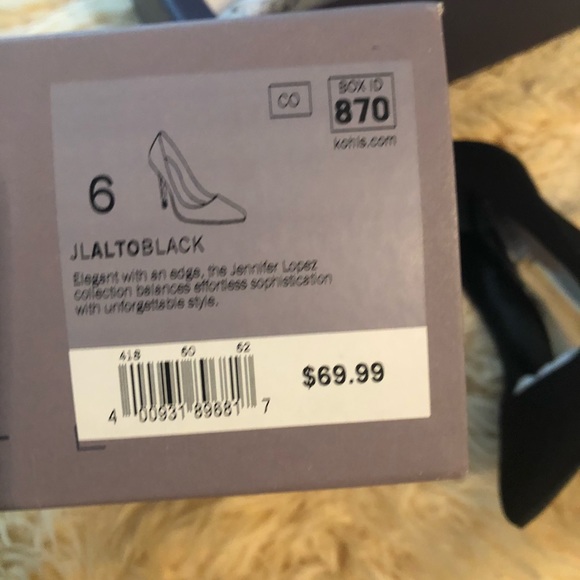 CO
BOX ID
870
kohls.com
6
JLALTOBLACK
Elegant with an edge, the Jennifer Lopez
collection balances effortless sophistication
with unforgettable style.
418 60 62
$69.99
4 00931 89881 7